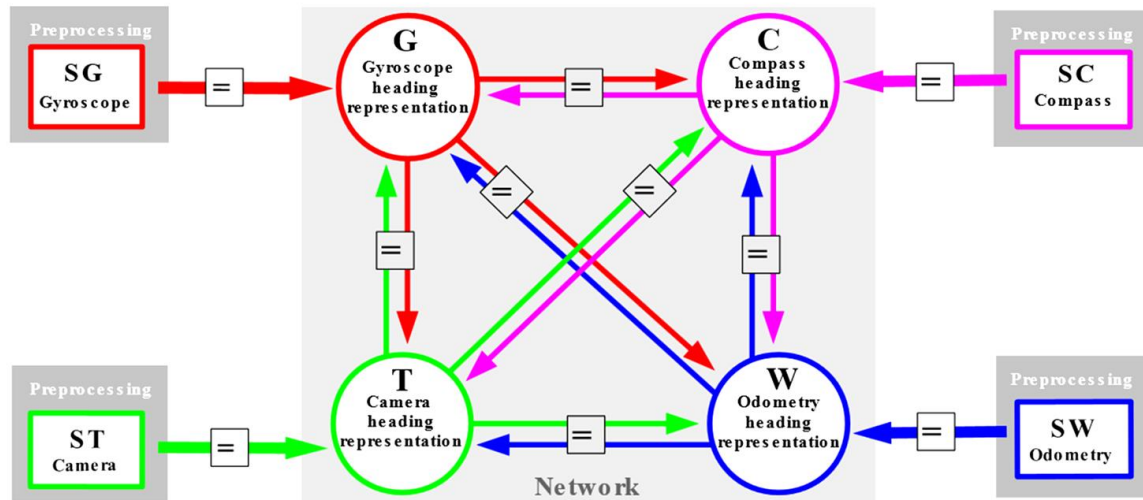 Preprocessing
SG
Gyroscope
=
G
Gyroscope
heading
representation
=
C
Compass
heading
representation
=
Preprocessing
SC
Compass
=
=
=
=
Preprocessing
ST
Camera
=
T
Camera
heading
representation
=
W
Odometry
heading
representation
=
Preprocessing
SW
Odometry
Network